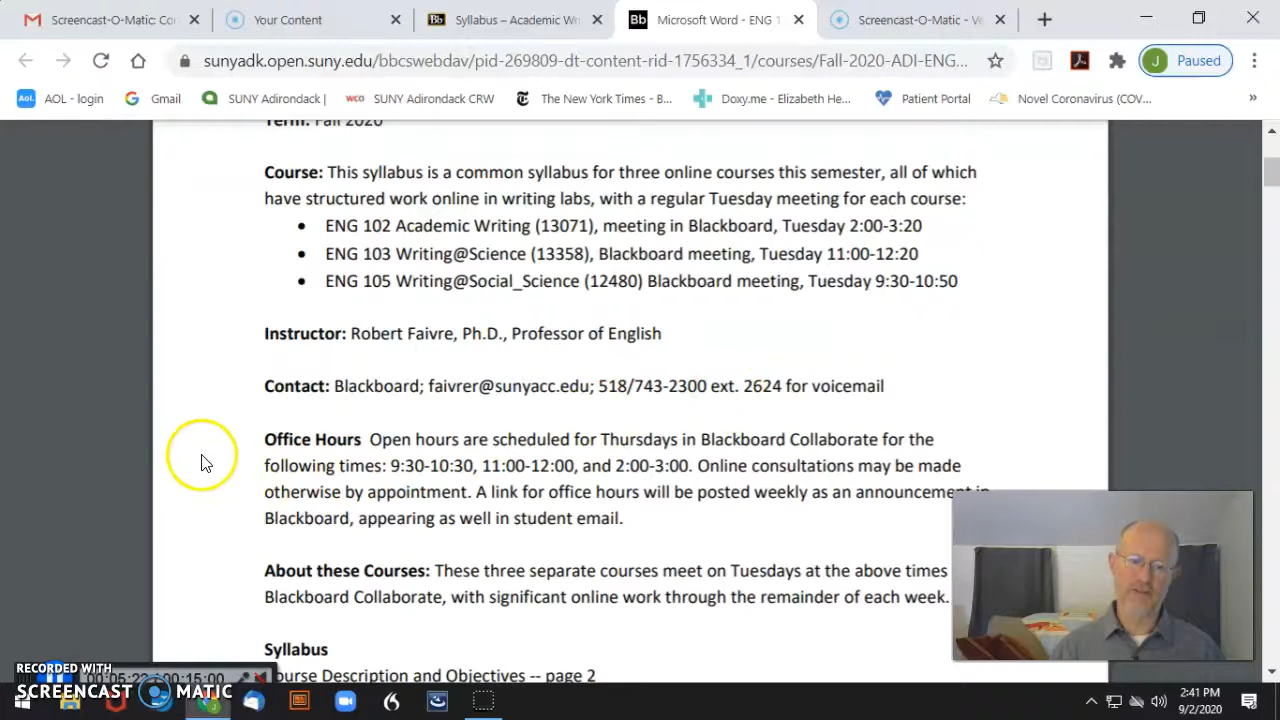 Screencast-O-Matic: Cor
Your Content
Bb Syllabus – Academic Wr
Bb Microsoft Word - ENG 1
Screencast-O-Matic - Ve
sunyadk.open.suny.edu/bbcswebdav/pid-269809-dt-content-rid-1756334_1/courses/Fall-2020-ADI-ENG...
J Paused
Aol. AOL - login
G Gmail
SUNY Adirondack |
WCO SUNY Adirondack CRW
The New York Times - B...
Doxy.me - Elizabeth He...
Patient Portal
Novel Coronavirus (COV...
»
Term: Fall 2020
Course: This syllabus is a common syllabus for three online courses this semester, all of which
have structured work online in writing labs, with a regular Tuesday meeting for each course:
• ENG 102 Academic Writing (13071), meeting in Blackboard, Tuesday 2:00-3:20
• ENG 103 Writing@Science (13358), Blackboard meeting, Tuesday 11:00-12:20
• ENG 105 Writing@Social_Science (12480) Blackboard meeting, Tuesday 9:30-10:50
Instructor: Robert Faivre, Ph.D., Professor of English
Contact: Blackboard; faivrer@sunyacc.edu; 518/743-2300 ext. 2624 for voicemail
Office Hours Open hours are scheduled for Thursdays in Blackboard Collaborate for the
following times: 9:30-10:30, 11:00-12:00, and 2:00-3:00. Online consultations may be made
otherwise by appointment. A link for office hours will be posted weekly as an announcement in
Blackboard, appearing as well in student email.
About these Courses: These three separate courses meet on Tuesdays at the above times
Blackboard Collaborate, with significant online work through the remainder of each week.
Syllabus
Course Description and Objectives -- page 2
RECORDED WITH
SCREENCAST MATIC
2:41 PM
9/2/2020